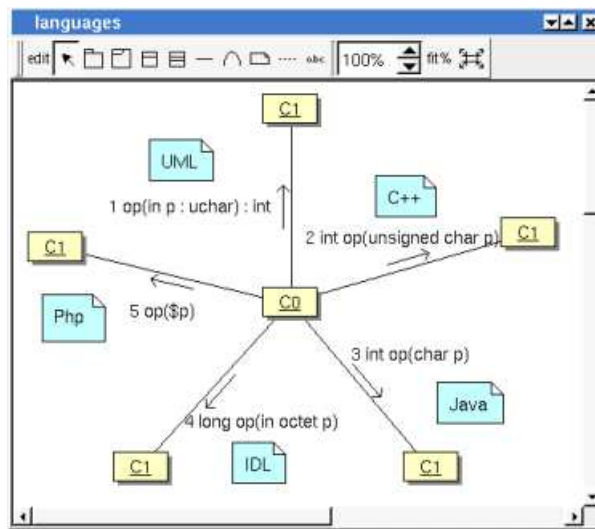 languages
edit abc 100% fit%
C1
UML
C++
1 op(in p : uchar) : int
2 int op(unsigned char p)
C1
C1
C0
Php
5 op($p)
3 int op(char p)
Java
4 long op(in octet p)
C1
IDL
C1